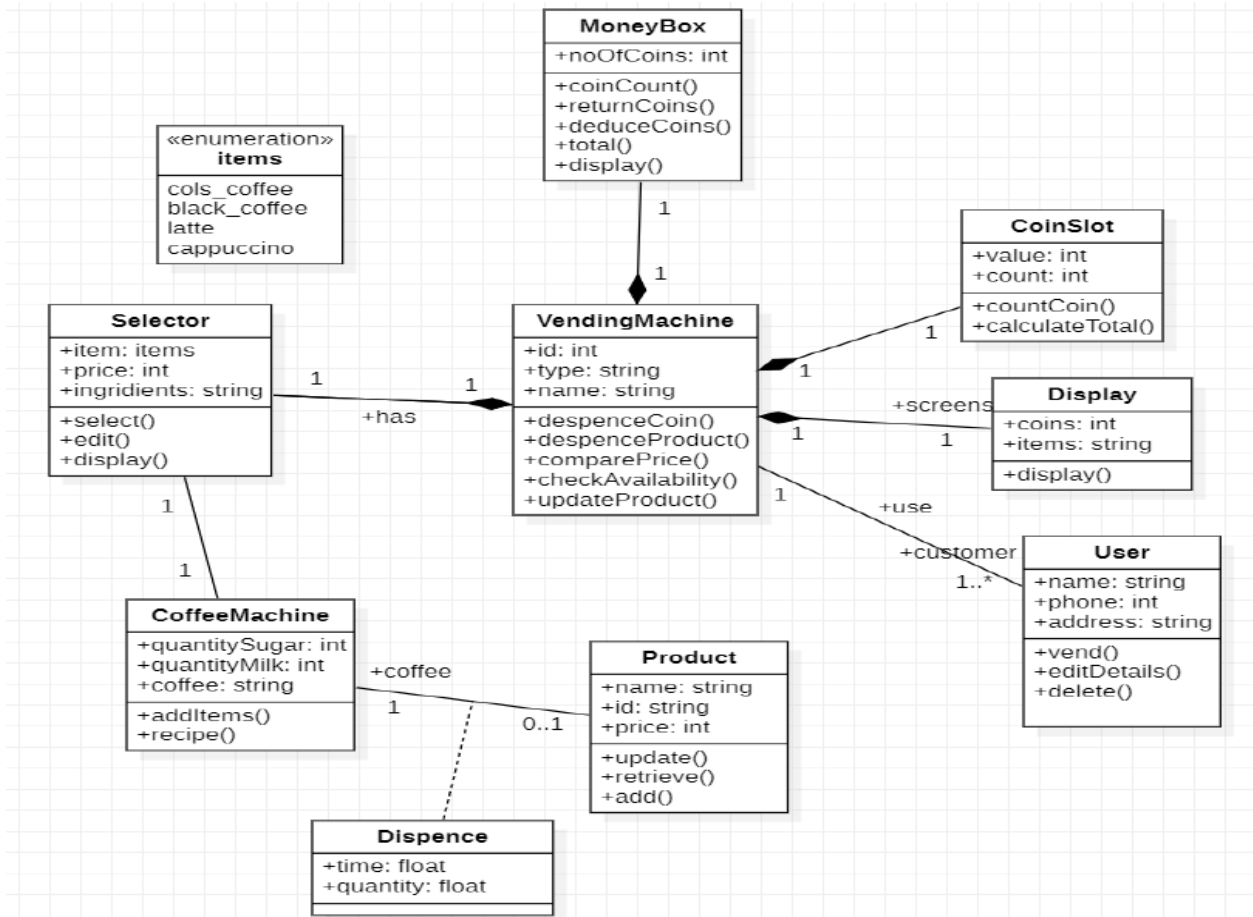 MoneyBox
+noOfCoins: int
+coinCount()
+returnCoins()
+deduceCoins()
+total()
+display()
1
1
«enumeration»
items
cols_coffee
black_coffee
latte
cappuccino
CoinSlot
+value: int
+count: int
+countCoin()
+calculateTotal()
1
1
Selector
+item: items
+price: int
+ingridients: string
+select()
+edit()
+display()
1
1
+has
VendingMachine
+id: int
+type: string
+name: string
+despenceCoin()
+despenceProduct()
+comparePrice()
+checkAvailability()
+updateProduct()
+screens
1
1
Display
+coins: int
+items: string
+display()
1
+use
+customer
1..*
User
+name: string
+phone: int
+address: string
+vend()
+editDetails()
+delete()
1
1
CoffeeMachine
+quantitySugar: int
+quantityMilk: int
+coffee: string
+addItems()
+recipe()
+coffee
1
0..1
Product
+name: string
+id: string
+price: int
+update()
+retrieve()
+add()
Dispence
+time: float
+quantity: float